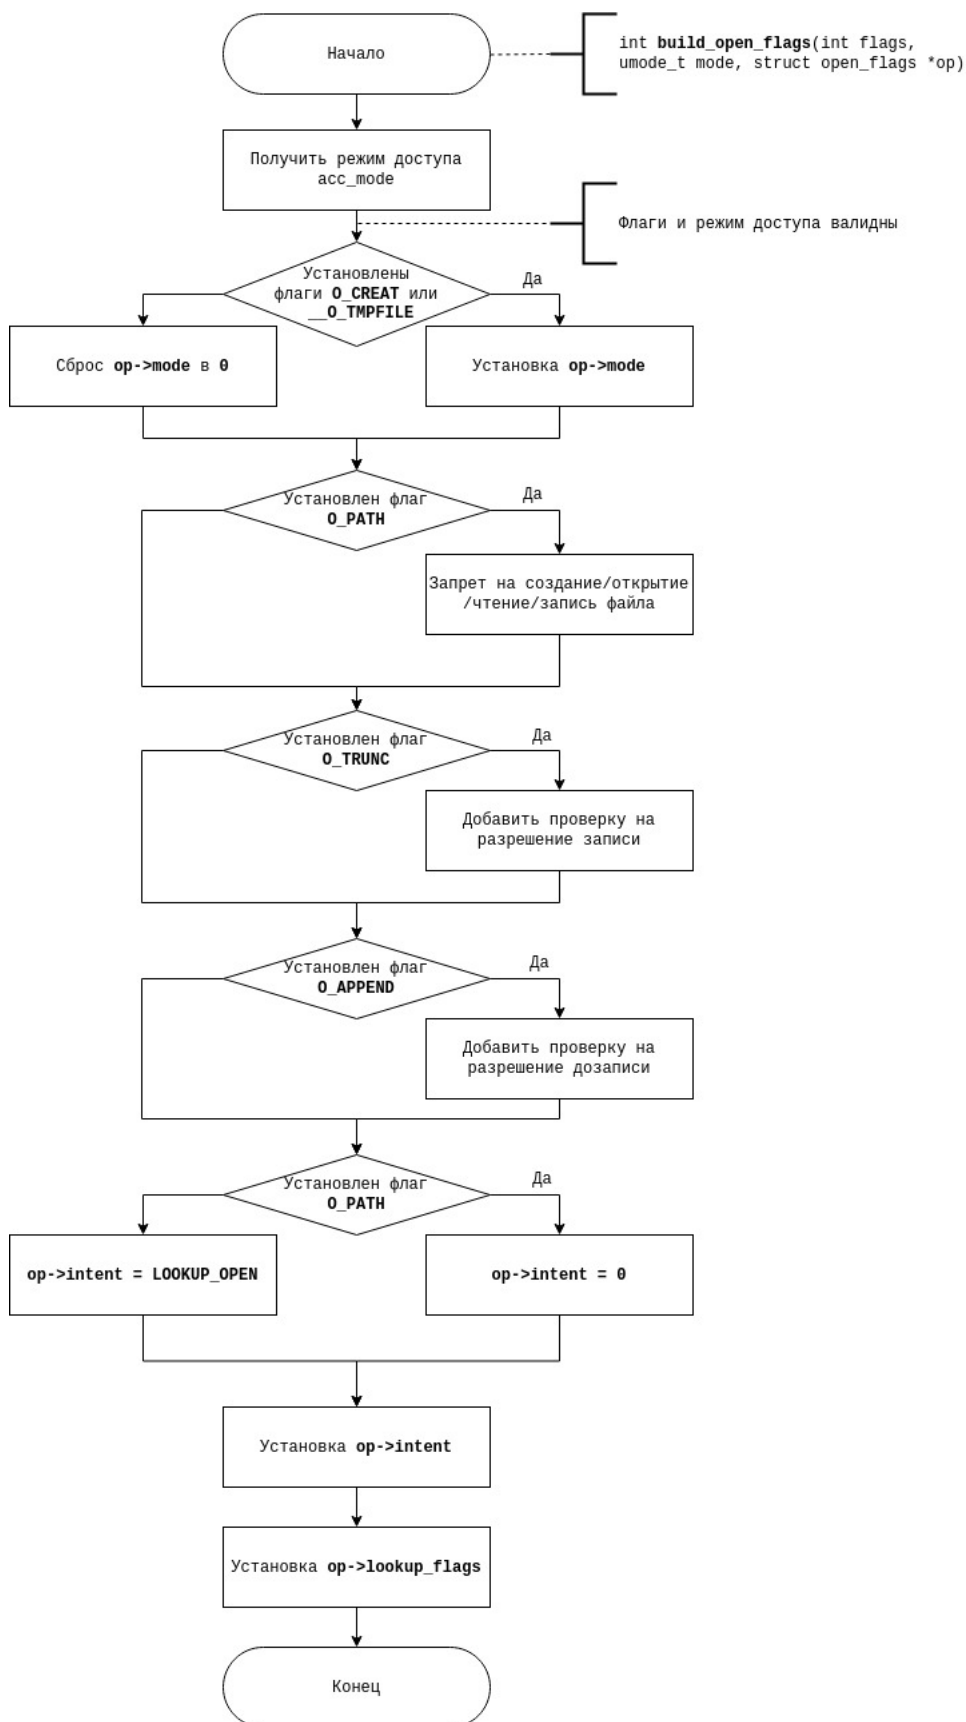 Начало
int build_open_flags(int flags,
umode_t mode, struct open_flags *op)
Получить режим доступа
acc_mode
Флаги и режим доступа валидны
Установлены
флаги O_CREAT или
__O_TMPFILE
Да
Сброс op->mode в 0
Установка op->mode
Установлен флаг
O_PATH
Да
Запрет на создание/открытие
/чтение/запись файла
Установлен флаг
O_TRUNC
Да
Добавить проверку на
разрешение записи
Установлен флаг
O_APPEND
Да
Добавить проверку на
разрешение дозаписи
Установлен флаг
O_PATH
Да
op->intent = LOOKUP_OPEN
op->intent = 0
Установка op->intent
Установка op->lookup_flags
Конец